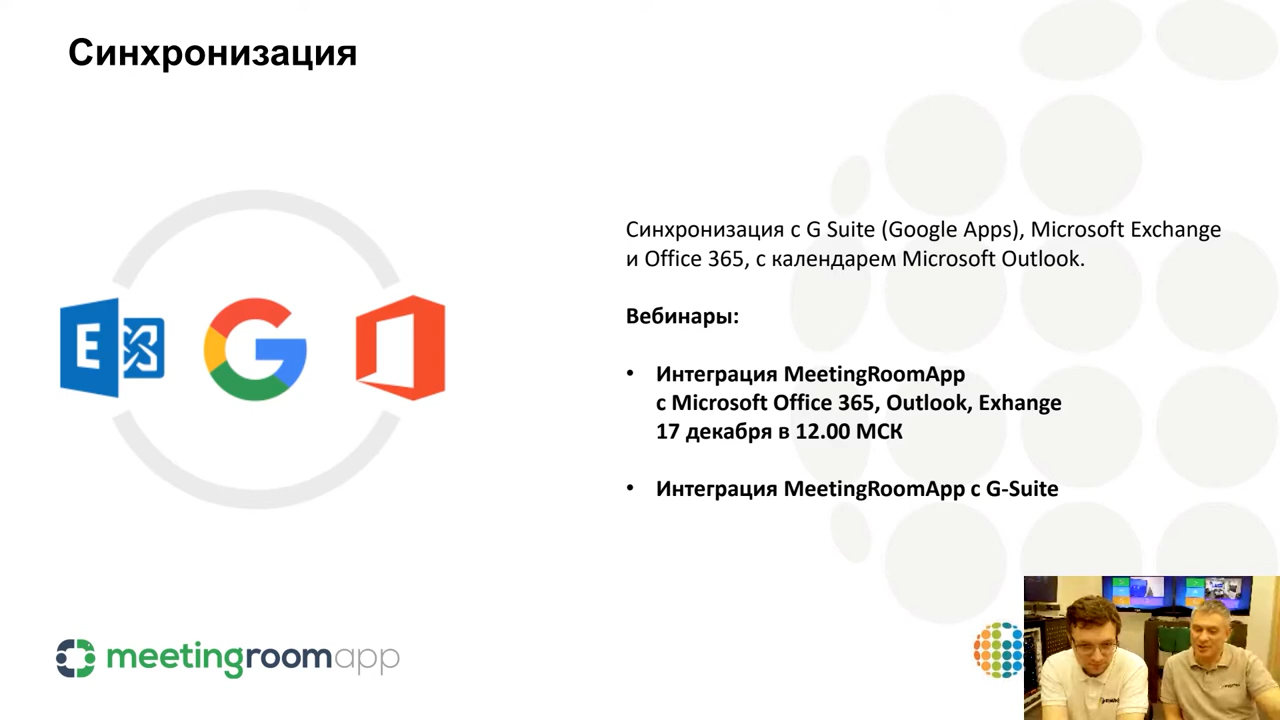 Синхронизация
E
Синхронизация с G Suite (Google Apps), Microsoft Exchange
и Office 365, с календарем Microsoft Outlook.
Вебинары:
• Интеграция MeetingRoomApp
с Microsoft Office 365, Outlook, Exhange
17 декабря в 12.00 МСК
• Интеграция MeetingRoomApp с G-Suite
meetingroomapp